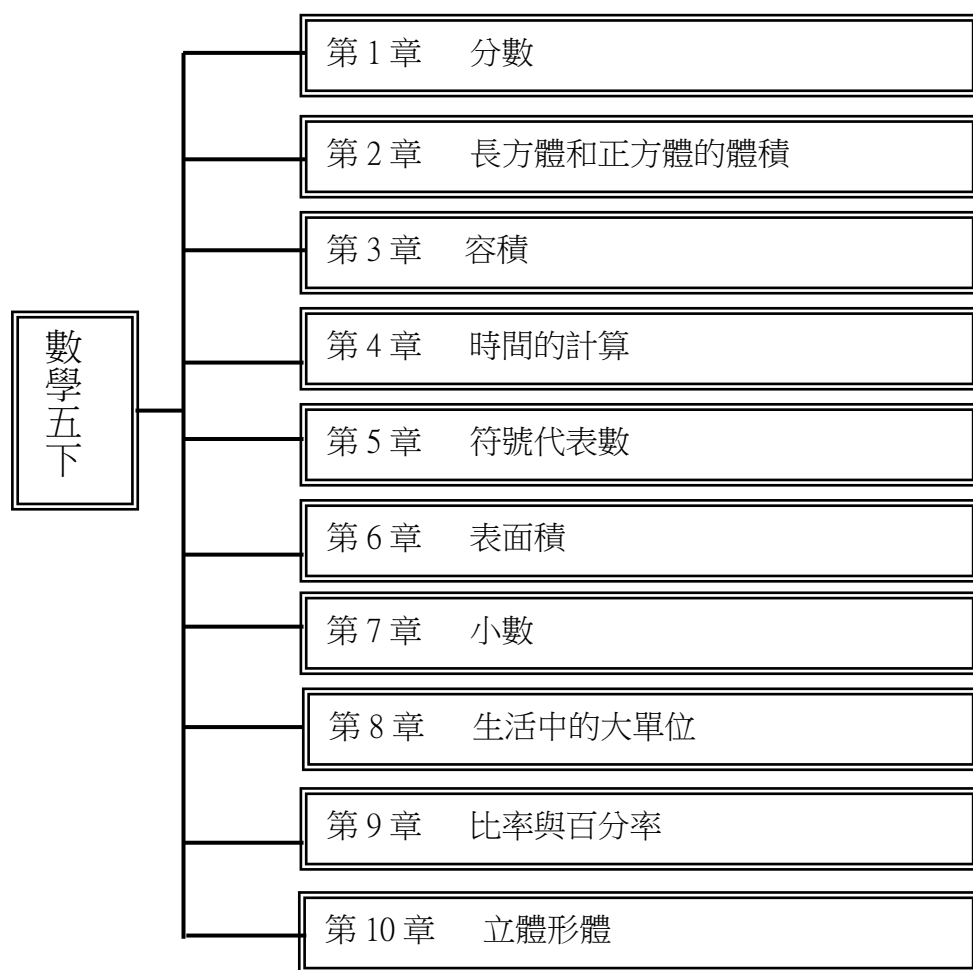 數學五下
第 1 章 分數
第 2 章 長方體和正方體的體積
第 3 章 容積
第 4 章 時間的計算
第 5 章 符號代表數
第 6 章 表面積
第 7 章 小數
第 8 章 生活中的大單位
第 9 章 比率與百分率
第 10 章 立體形體